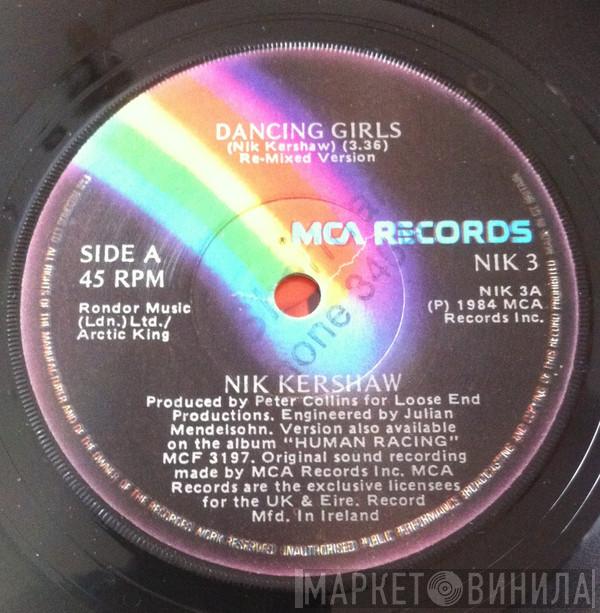 DANCING GIRLS
(Nik Kershaw) (3.36)
Re-Mixed Version
MCA RECORDS
SIDE A
45 RPM
NIK 3
NIK 3A
(P) 1984 MCA
Records Inc.
Rondor Music
(Ldn.)Ltd./
Arctic King
NIK KERSHAW
Produced by Peter Collins for Loose End
Productions. Engineered by Julian
Mendelsohn. Version also available
on the album "HUMAN RACING"
MCF 3197. Original sound recording
made by MCA Records Inc. MCA
Records are the exclusive licensees
for the UK & Eire. Record
Mfd. In Ireland
ALL RIGHTS OF THE MANUFACTURER AND OF THE OWNER OF THE RECORDED WORK RESERVED UNAUTHORISED PUBLIC PERFORMANCE BROADCASTING AND COPYING OF THIS RECORD PROHIBITED
one 34
МАРКЕТ ВИНИЛА